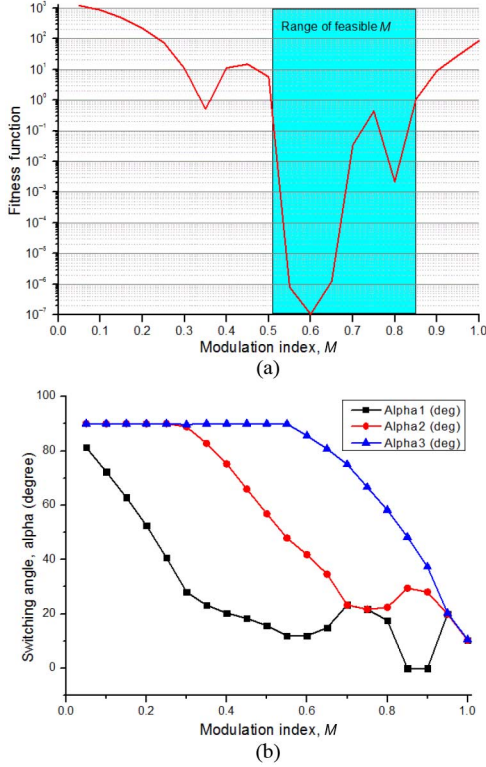 Fitness function
10³
10²
10¹
10⁰
10⁻¹
10⁻²
10⁻³
10⁻⁴
10⁻⁵
10⁻⁶
10⁻⁷
Range of feasible M
0.0 0.1 0.2 0.3 0.4 0.5 0.6 0.7 0.8 0.9 1.0
Modulation index, M
(a)
Switching angle, alpha (degree)
100
80
60
40
20
0
Alpha1 (deg)
Alpha2 (deg)
Alpha3 (deg)
0.0 0.2 0.4 0.6 0.8 1.0
Modulation index, M
(b)